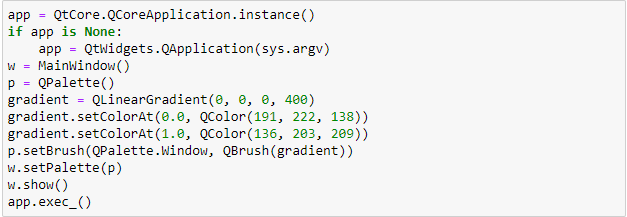 app = QtCore.QCoreApplication.instance()
if app is None:
    app = QtWidgets.QApplication(sys.argv)
w = MainWindow()
p = QPalette()
gradient = QLinearGradient(0, 0, 0, 400)
gradient.setColorAt(0.0, QColor(191, 222, 138))
gradient.setColorAt(1.0, QColor(136, 203, 209))
p.setBrush(QPalette.Window, QBrush(gradient))
w.setPalette(p)
w.show()
app.exec_()